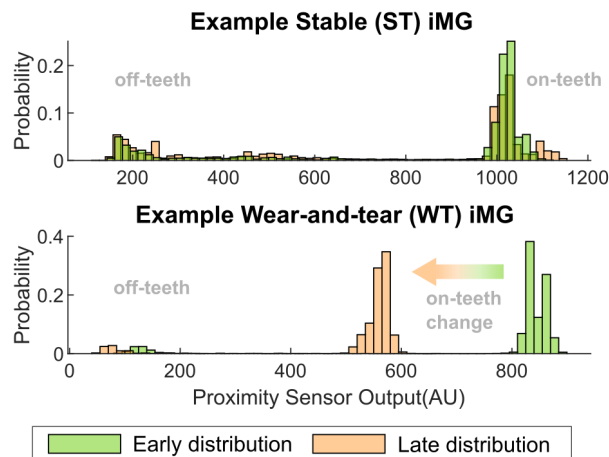 Example Stable (ST) iMG
Probability
0.2
0.1
0
off-teeth
on-teeth
200 400 600 800 1000 1200
Example Wear-and-tear (WT) iMG
Probability
0.4
0.2
0
off-teeth
on-teeth
change
0 200 400 600 800
Proximity Sensor Output(AU)
Early distribution Late distribution